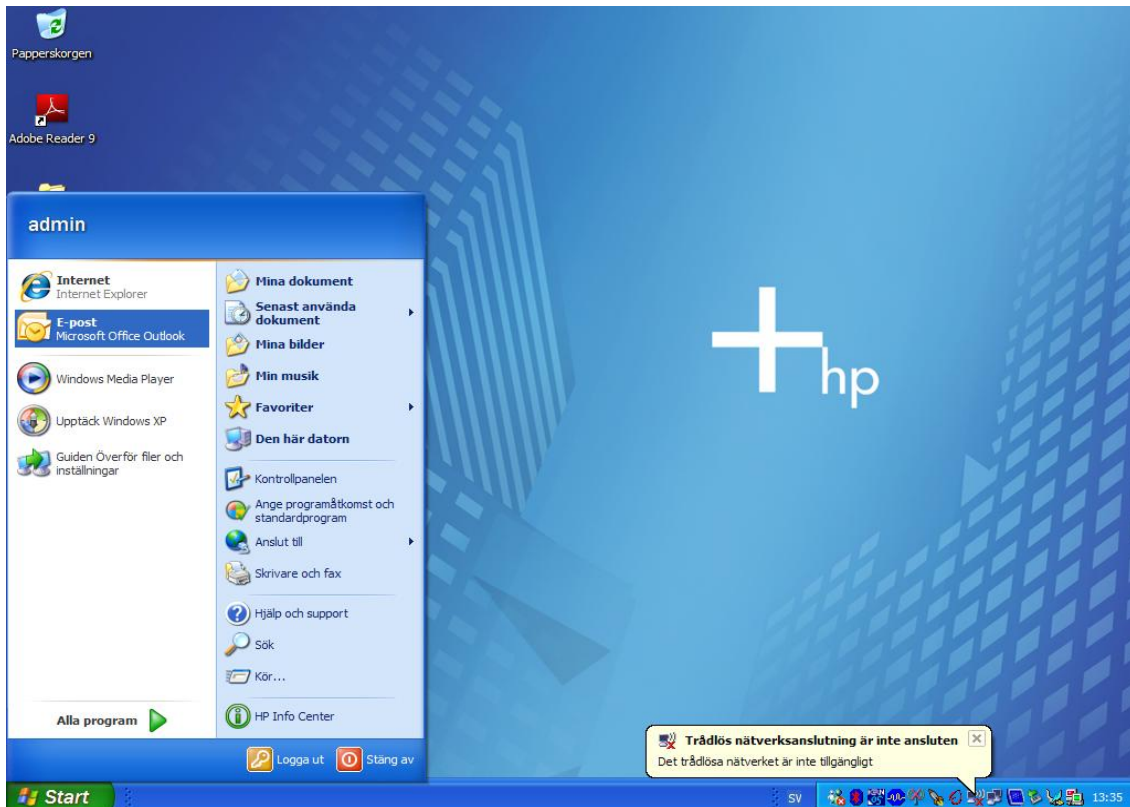 Papperskorgen
Adobe Reader 9
admin
Internet
Internet Explorer
E-post
Microsoft Office Outlook
Windows Media Player
Upptäck Windows XP
Guiden Överför filer och
inställningar
Alla program
Mina dokument
Senast använda
dokument
Mina bilder
Min musik
Favoriter
Den här datorn
Kontrollpanelen
Ange programåtkomst och
standardprogram
Anslut till
Skrivare och fax
Hjälp och support
Sök
Kör...
HP Info Center
Logga ut
Stäng av
hp
Trådlös nätverksanslutning är inte ansluten
Det trådlösa nätverket är inte tillgängligt
Start
SV
13:35